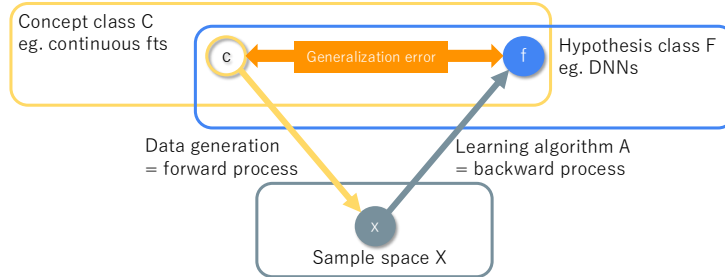 Concept class C
eg. continuous fts
c
Generalization error
f
Hypothesis class F
eg. DNNs
Data generation
= forward process
Learning algorithm A
= backward process
x
Sample space X